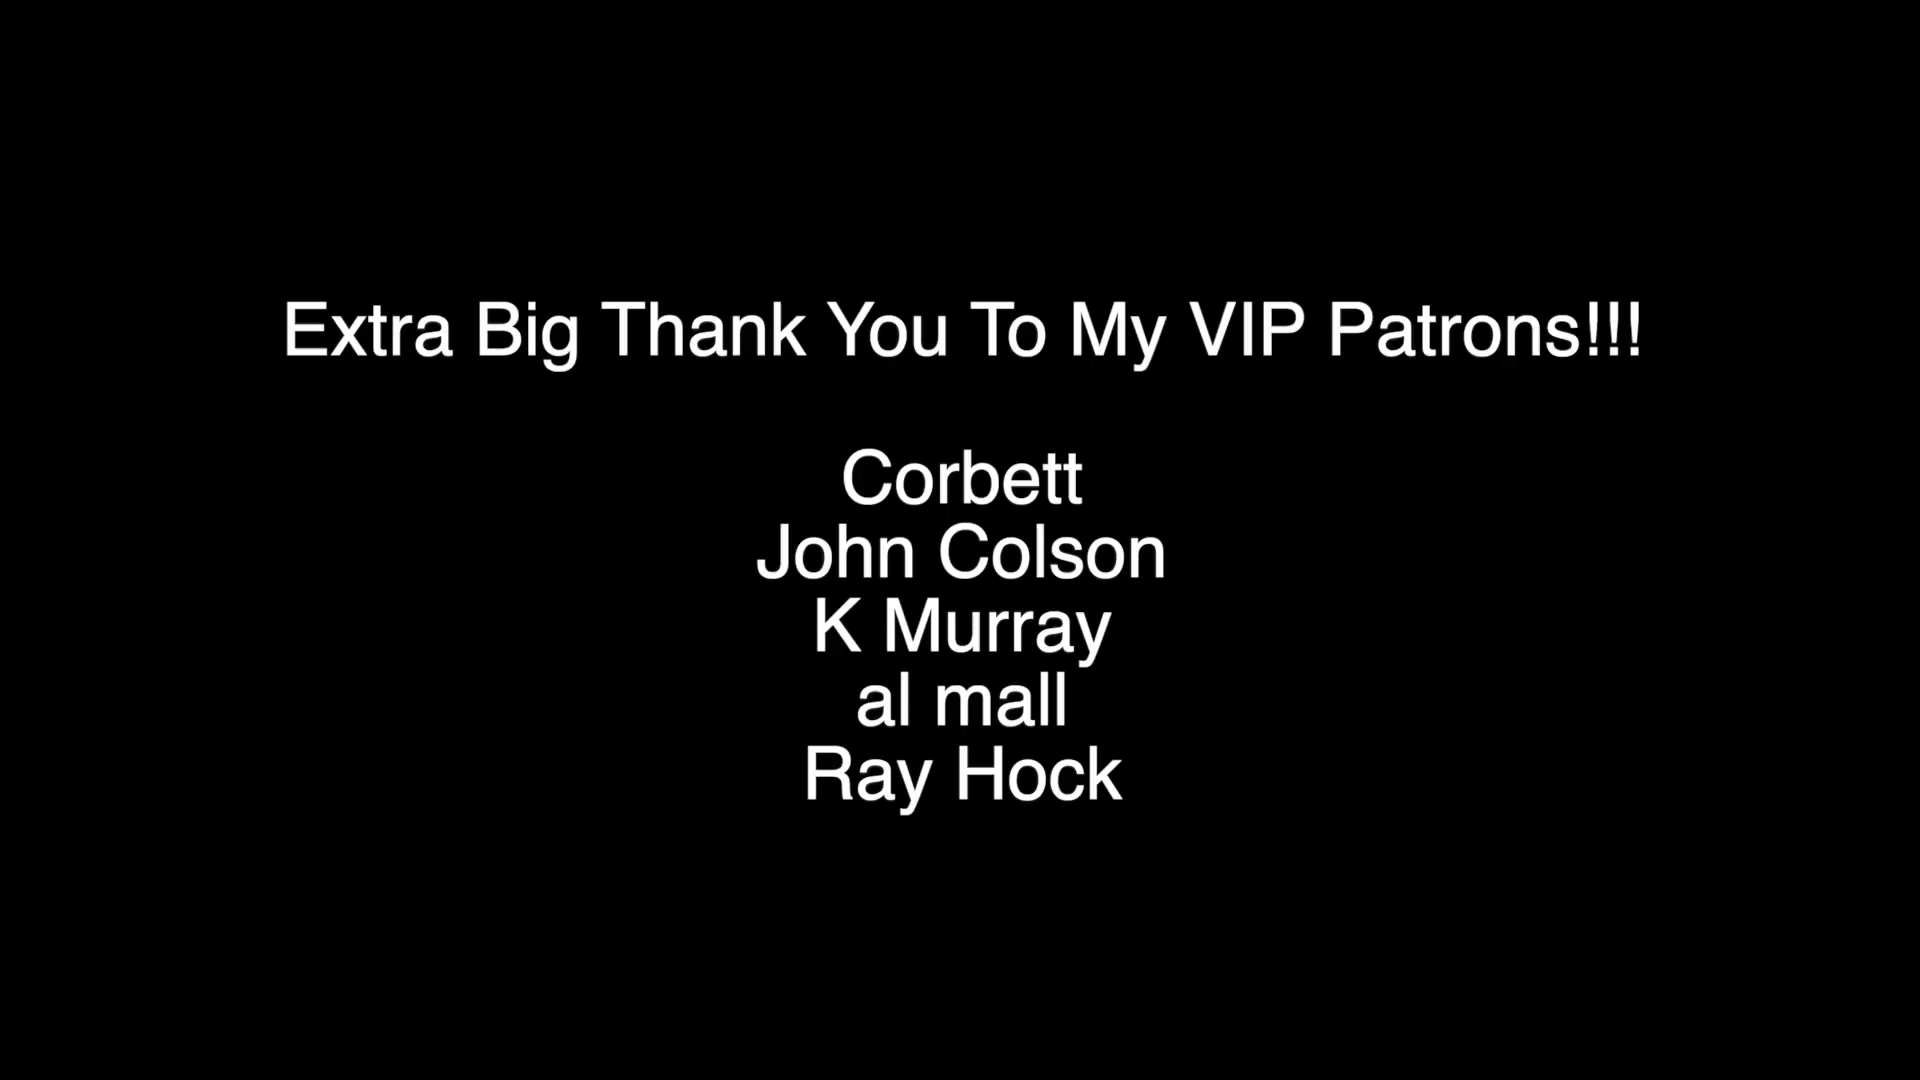 Extra Big Thank You To My VIP Patrons!!!
Corbett
John Colson
K Murray
al mall
Ray Hock